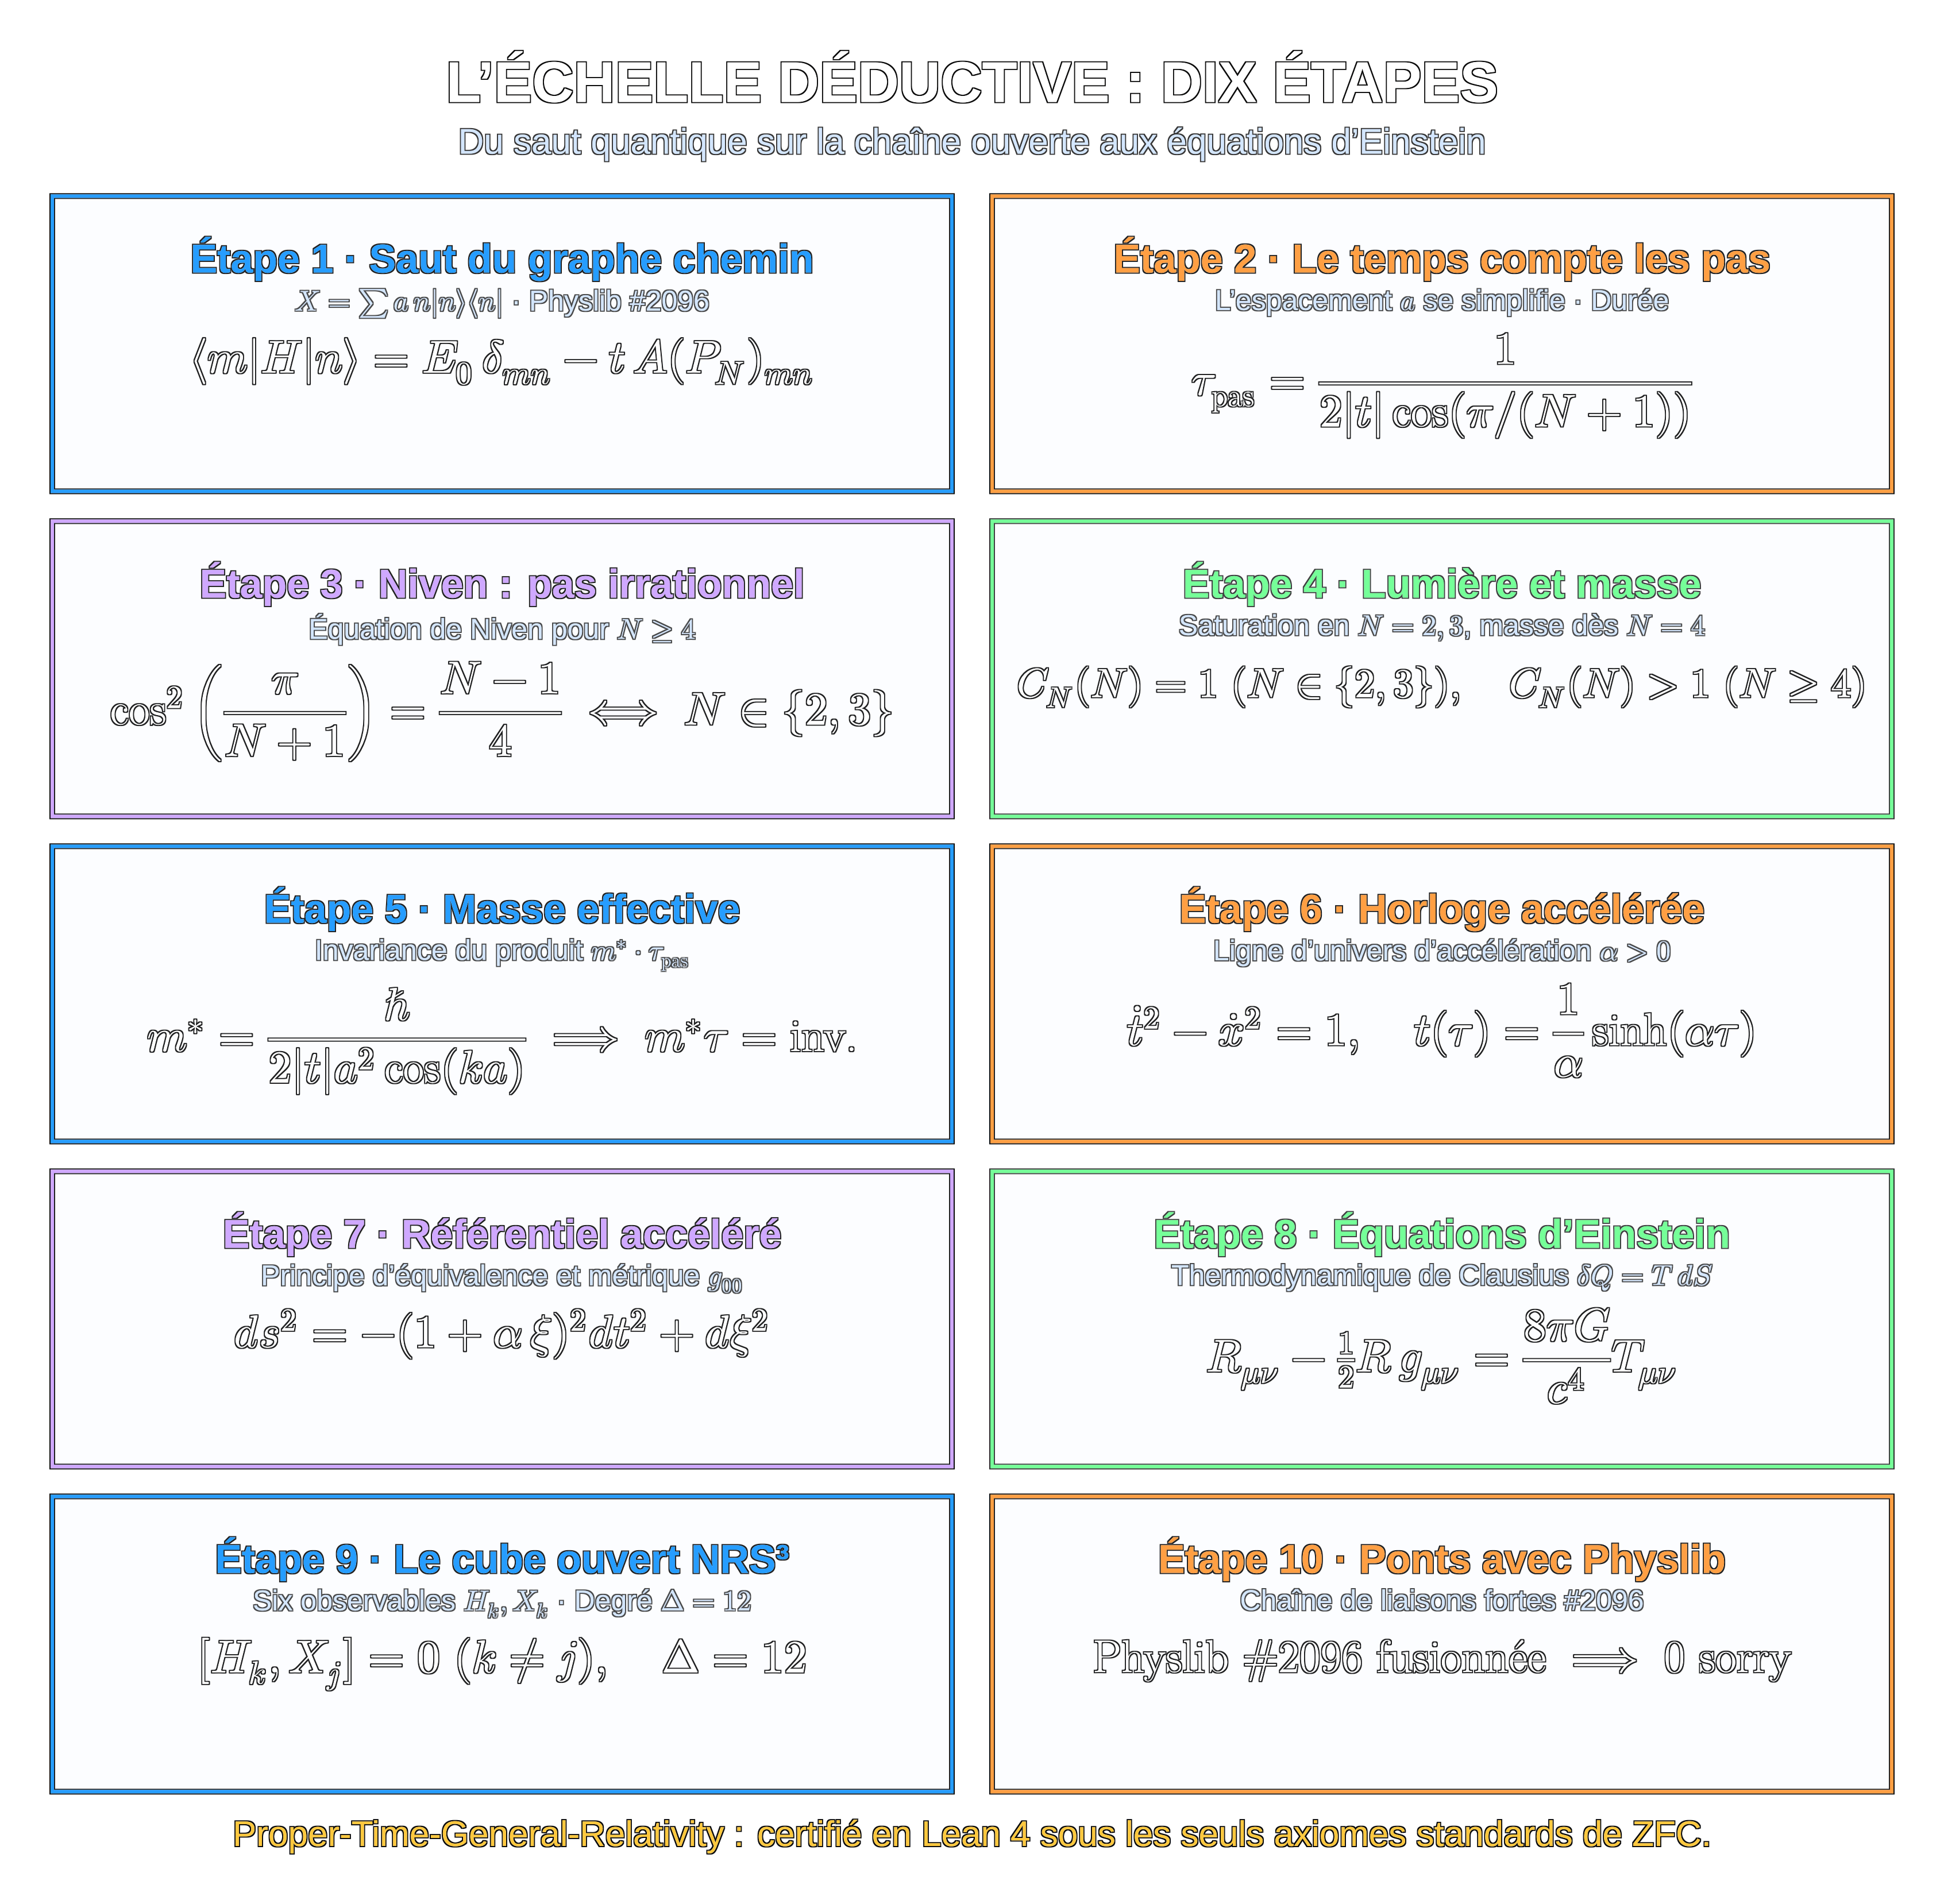 L’ÉCHELLE DÉDUCTIVE : DIX ÉTAPES
Du saut quantique sur la chaîne ouverte aux équations d’Einstein
Étape 1 · Saut du graphe chemin
X = ∑ a n|n⟩⟨n| · Physlib #2096
⟨m|H|n⟩ = E₀ δₘₙ − t A(P_N)ₘₙ
Étape 2 · Le temps compte les pas
L’espacement a se simplifie · Durée
τ_pas = 1 / (2|t| cos(π/(N + 1)))
Étape 3 · Niven : pas irrationnel
Équation de Niven pour N ≥ 4
cos² (π / (N + 1)) = (N − 1) / 4 ⟺ N ∈ {2, 3}
Étape 4 · Lumière et masse
Saturation en N = 2, 3, masse dès N = 4
C_N(N) = 1 (N ∈ {2, 3}), C_N(N) > 1 (N ≥ 4)
Étape 5 · Masse effective
Invariance du produit m* · τ_pas
m* = ħ / (2|t|a² cos(ka)) ⟹ m*τ = inv.
Étape 6 · Horloge accélérée
Ligne d’univers d’accélération α > 0
ṫ² − ẋ² = 1, t(τ) = 1/α sinh(ατ)
Étape 7 · Référentiel accéléré
Principe d’équivalence et métrique g₀₀
ds² = −(1 + α ξ)²dt² + dξ²
Étape 8 · Équations d’Einstein
Thermodynamique de Clausius δQ = T dS
R_μν − ½R g_μν = 8πG/c⁴ T_μν
Étape 9 · Le cube ouvert NRS³
Six observables H_k, X_k · Degré Δ = 12
[H_k, X_j] = 0 (k ≠ j), Δ = 12
Étape 10 · Ponts avec Physlib
Chaîne de liaisons fortes #2096
Physlib #2096 fusionnée ⟹ 0 sorry
Proper-Time-General-Relativity : certifié en Lean 4 sous les seuls axiomes standards de ZFC.